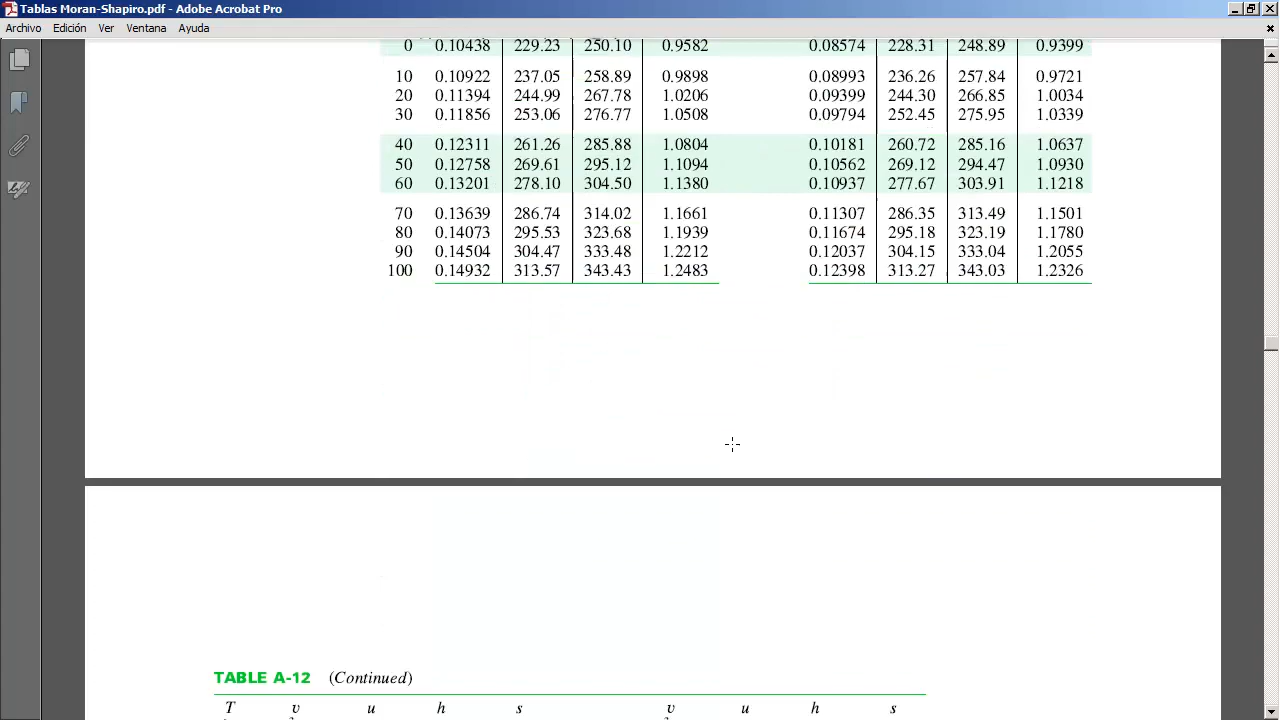 Tablas Moran-Shapiro.pdf - Adobe Acrobat Pro
Archivo Edición Ver Ventana Ayuda
0 0.10438 229.23 250.10 0.9582 0.08574 228.31 248.89 0.9399
10 0.10922 237.05 258.89 0.9898 0.08993 236.26 257.84 0.9721
20 0.11394 244.99 267.78 1.0206 0.09399 244.30 266.85 1.0034
30 0.11856 253.06 276.77 1.0508 0.09794 252.45 275.95 1.0339
40 0.12311 261.26 285.88 1.0804 0.10181 260.72 285.16 1.0637
50 0.12758 269.61 295.12 1.1094 0.10562 269.12 294.47 1.0930
60 0.13201 278.10 304.50 1.1380 0.10937 277.67 303.91 1.1218
70 0.13639 286.74 314.02 1.1661 0.11307 286.35 313.49 1.1501
80 0.14073 295.53 323.68 1.1939 0.11674 295.18 323.19 1.1780
90 0.14504 304.47 333.48 1.2212 0.12037 304.15 333.04 1.2055
100 0.14932 313.57 343.43 1.2483 0.12398 313.27 343.03 1.2326
TABLE A-12 (Continued)
T v u h s v u h s